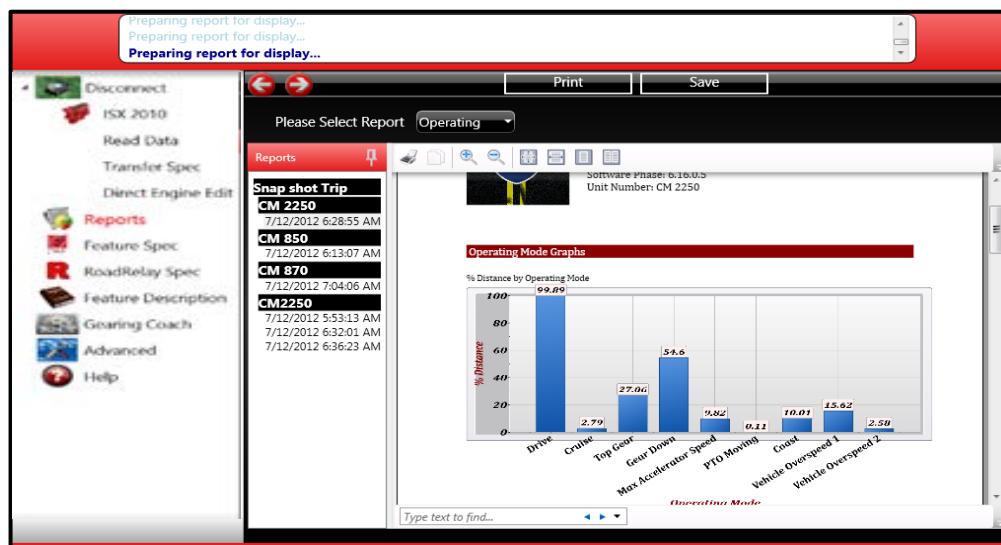 Preparing report for display...
Preparing report for display...
Preparing report for display...
Disconnect
ISX 2010
Read Data
Transfer Spec
Direct Engine Edit
Reports
Feature Spec
RoadRelay Spec
Feature Description
Gearing Coach
Advanced
Help
Print Save
Please Select Report Operating
Reports
Snap shot Trip
CM 2250
7/12/2012 6:28:55 AM
CM 850
7/12/2012 6:13:07 AM
CM 870
7/12/2012 7:04:06 AM
CM2250
7/12/2012 5:53:13 AM
7/12/2012 6:32:01 AM
7/12/2012 6:36:23 AM
Software Phase: 6.16.0.5
Unit Number: CM 2250
Operating Mode Graphs
% Distance by Operating Mode
% Distance
100
80
60
40
20
0
99.89
2.79
27.06
54.6
9.82
0.11
10.01
15.62
2.58
Drive
Cruise
Top Gear
Gear Down
Max Accelerator Speed
PTO Moving
Coast
Vehicle Overspeed 1
Vehicle Overspeed 2
Operating Mode
Type text to find...